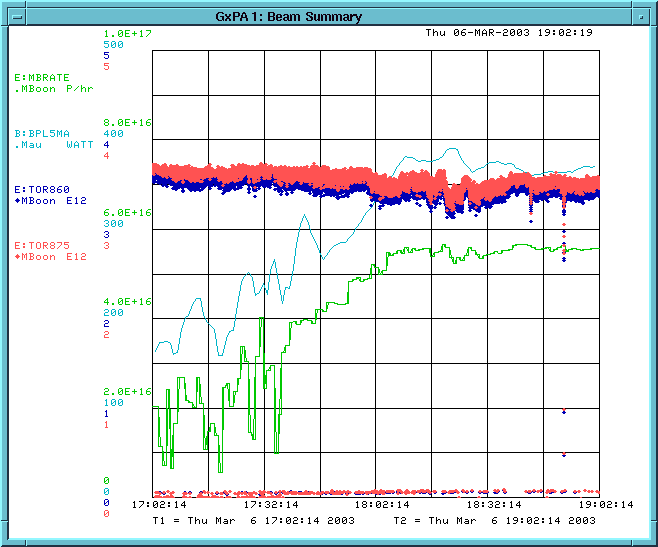 GxPA1: Beam Summary
Thu 06-MAR-2003 19:02:19
1.0E+17
500
5
5
E:MBRATE
.MBoon P/hr
8.0E+16
B:BPL5MA 400
.Mau WATT 4
4
E:TOR860
◆MBoon E12
6.0E+16
300
3
E:TOR875 3
◆MBoon E12
4.0E+16
200
2
2
2.0E+16
100
1
1
0
0
0
0
17:02:14 17:32:14 18:02:14 18:32:14 19:02:14
T1 = Thu Mar 6 17:02:14 2003 T2 = Thu Mar 6 19:02:14 2003